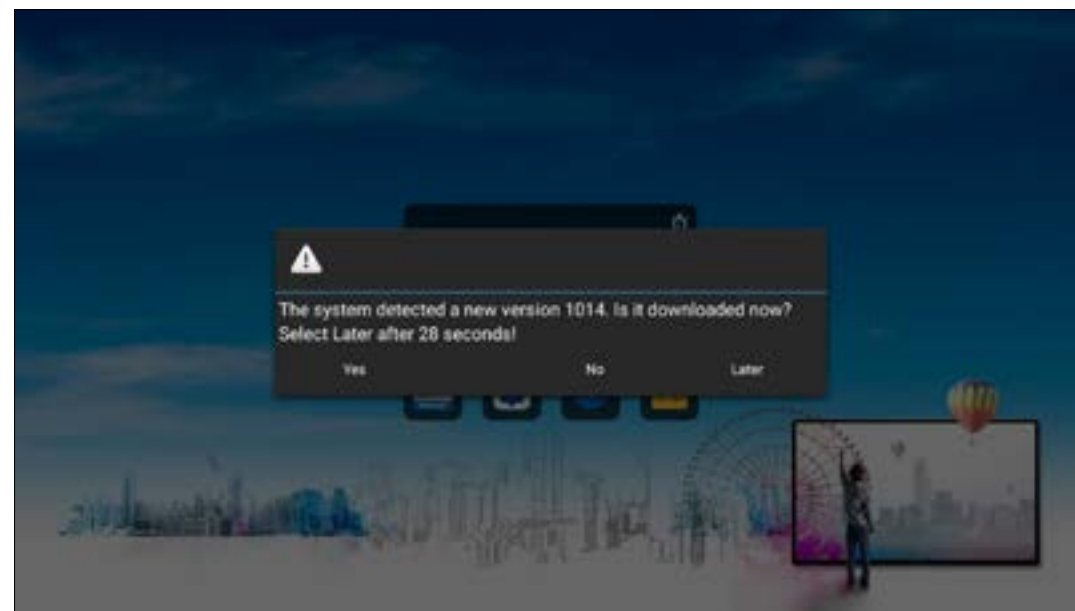 The system detected a new version 1014. Is it downloaded now?
Select Later after 28 seconds!
Yes No Later